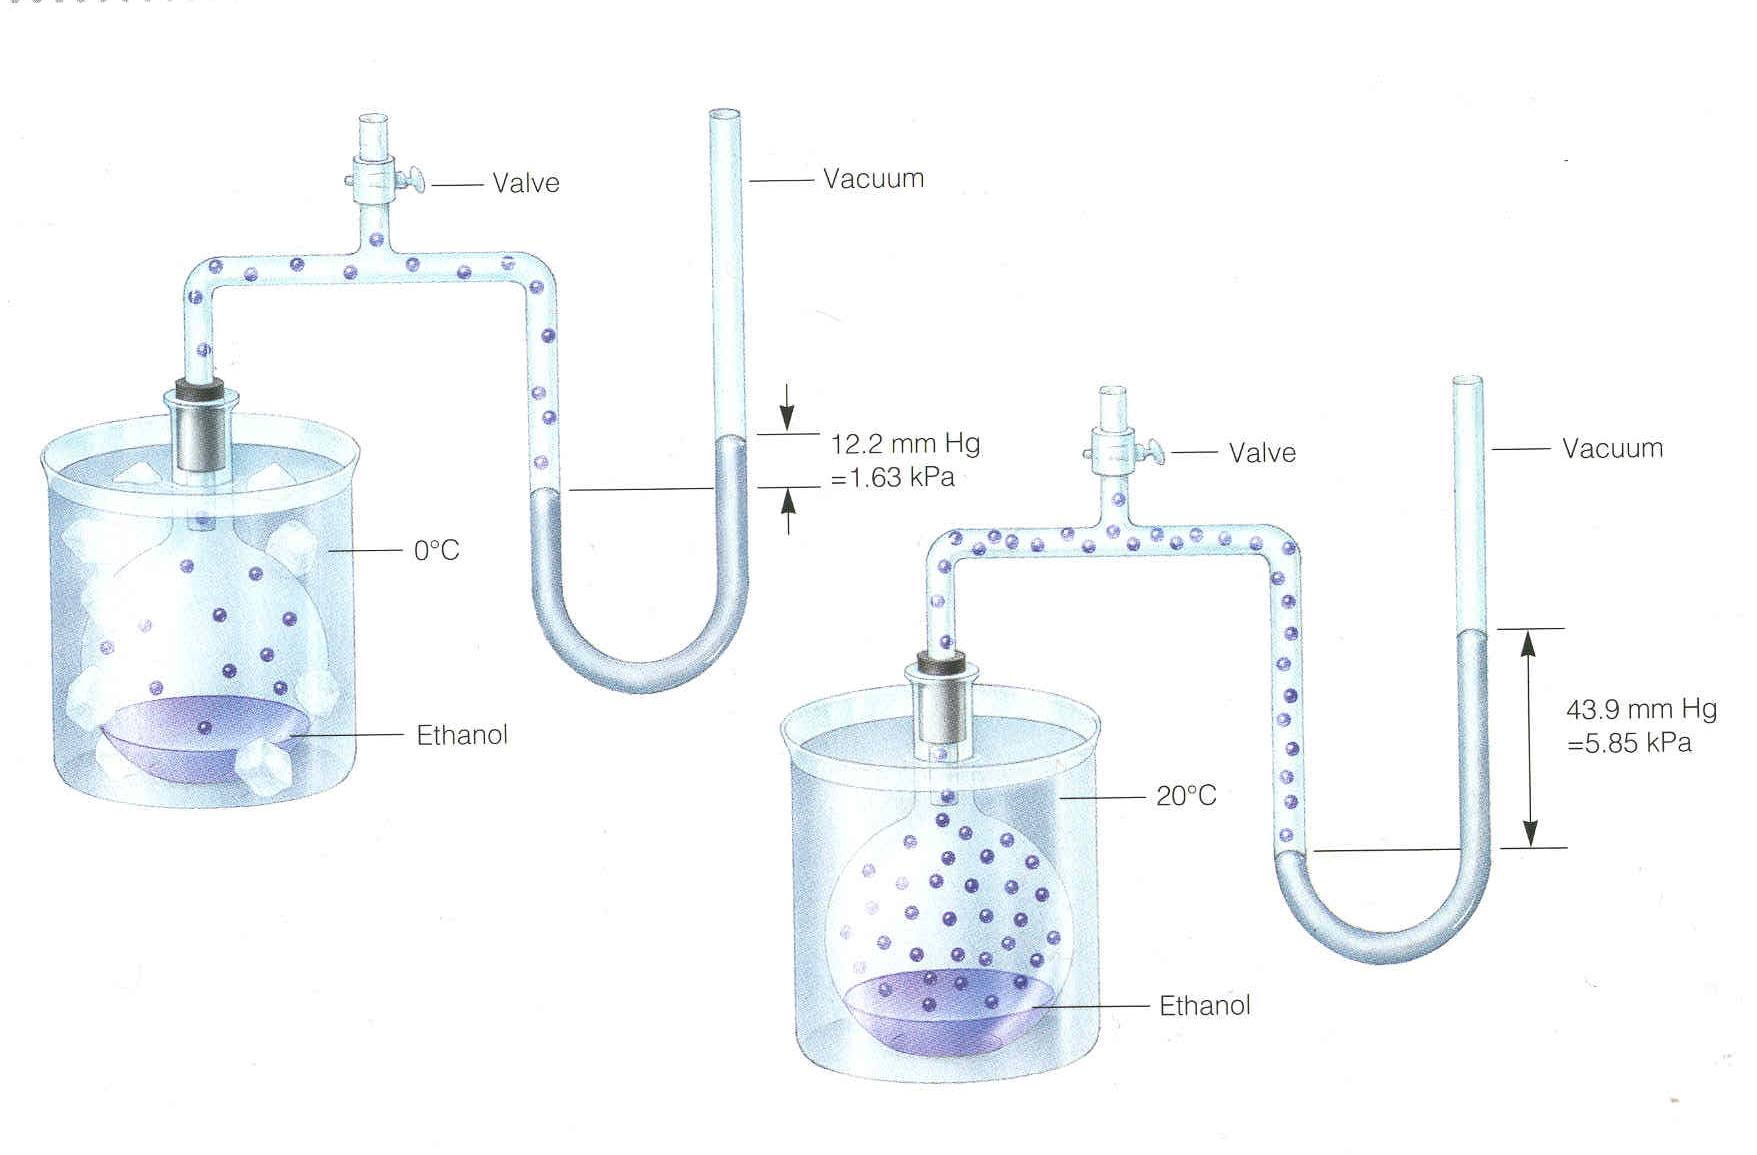 Valve
Vacuum
12.2 mm Hg
=1.63 kPa
0°C
Ethanol
Valve
Vacuum
43.9 mm Hg
=5.85 kPa
20°C
Ethanol